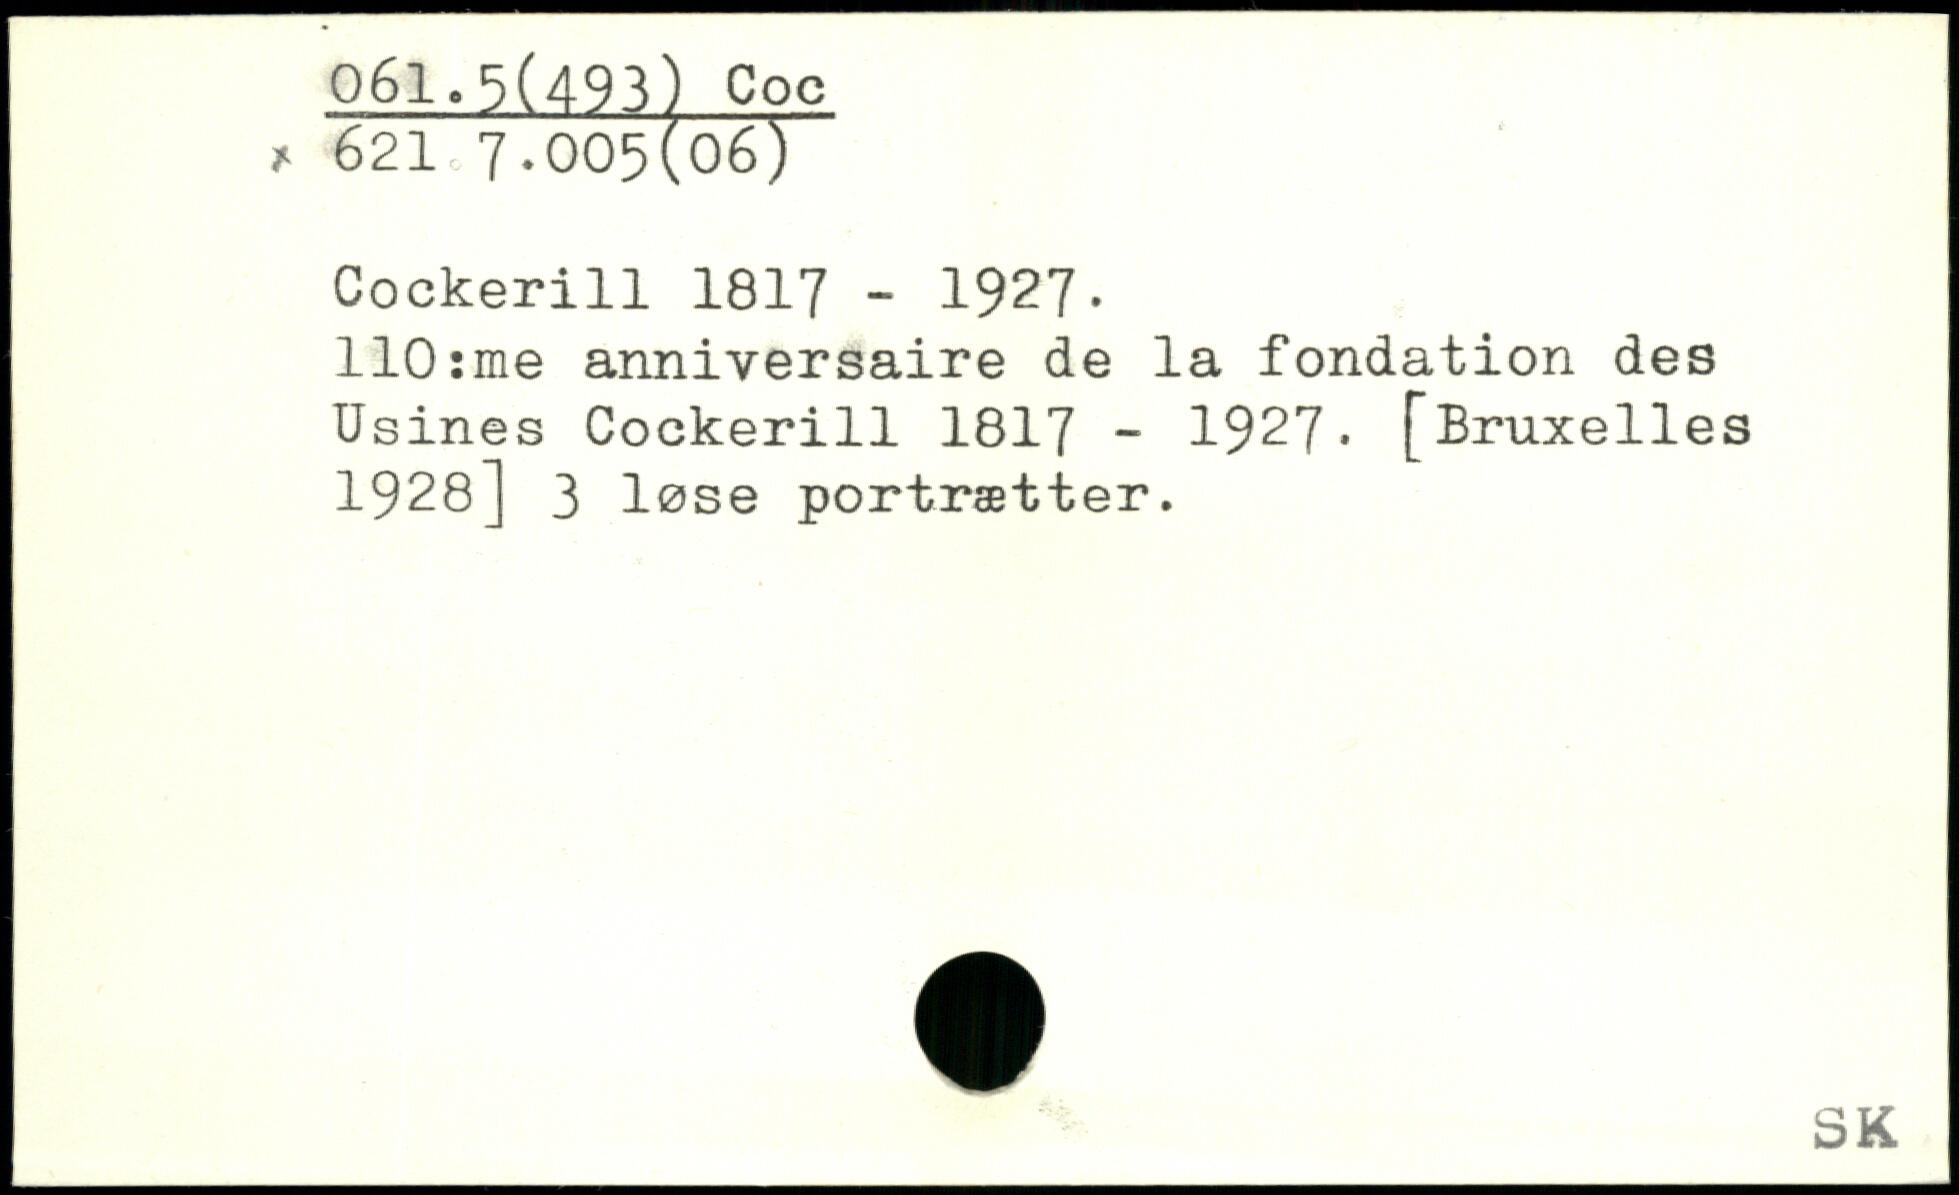 061.5(493) Coc
x 621.7.005(06)
Cockerill 1817 - 1927.
110:me anniversaire de la fondation des
Usines Cockerill 1817 - 1927. [Bruxelles
1928] 3 løse portrætter.
SK